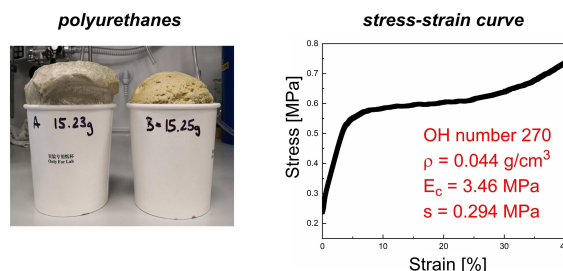 polyurethanes
stress-strain curve
A 15.23g
B = 15.25g
Only For Lab
Stress [MPa]
0.8
0.7
0.6
0.5
0.4
0.3
0.2
OH number 270
ρ = 0.044 g/cm³
E_c = 3.46 MPa
s = 0.294 MPa
0
10
20
30
40
Strain [%]